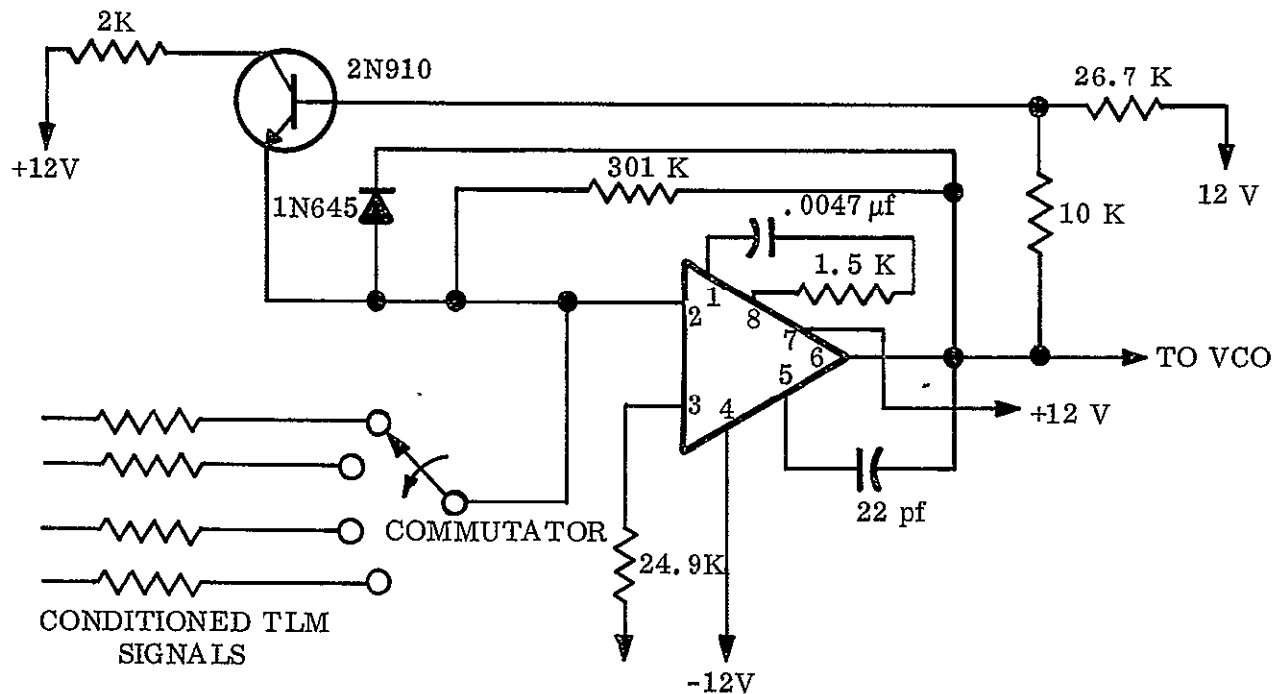 2K
2N910
26.7 K
+12V
301 K
12 V
1N645
.0047 µf
10 K
1.5 K
1
8
2
7
6
TO VCO
5
3
4
+12 V
COMMUTATOR
22 pf
24.9K
CONDITIONED TLM
SIGNALS
-12V